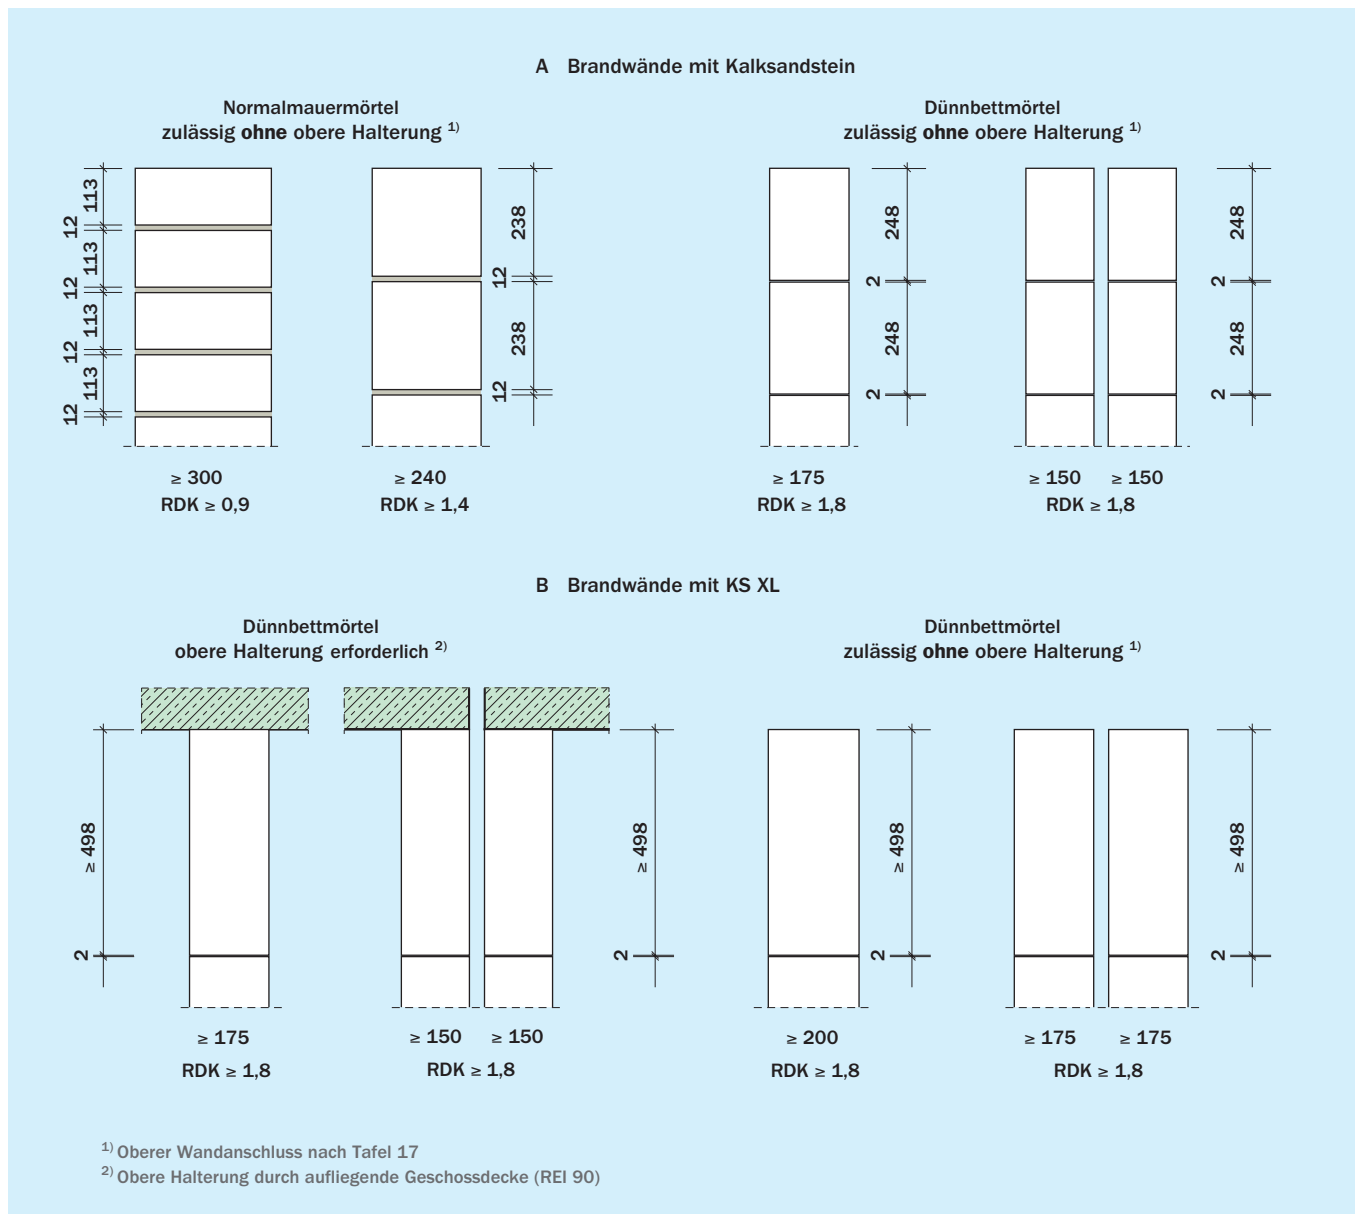 A Brandwände mit Kalksandstein
Normalmauermörtel
zulässig ohne obere Halterung 1)
113
12
113
12
113
12
113
12
≥ 300
RDK ≥ 0,9
238
12
238
12
≥ 240
RDK ≥ 1,4
Dünnbettmörtel
zulässig ohne obere Halterung 1)
248
2
248
2
≥ 175
RDK ≥ 1,8
248
2
248
2
≥ 150 ≥ 150
RDK ≥ 1,8
B Brandwände mit KS XL
Dünnbettmörtel
obere Halterung erforderlich 2)
≥ 498
2
≥ 175
RDK ≥ 1,8
≥ 498
2
≥ 150 ≥ 150
RDK ≥ 1,8
Dünnbettmörtel
zulässig ohne obere Halterung 1)
≥ 498
2
≥ 200
RDK ≥ 1,8
≥ 498
2
≥ 175 ≥ 175
RDK ≥ 1,8
1) Oberer Wandanschluss nach Tafel 17
2) Obere Halterung durch aufliegende Geschossdecke (REI 90)